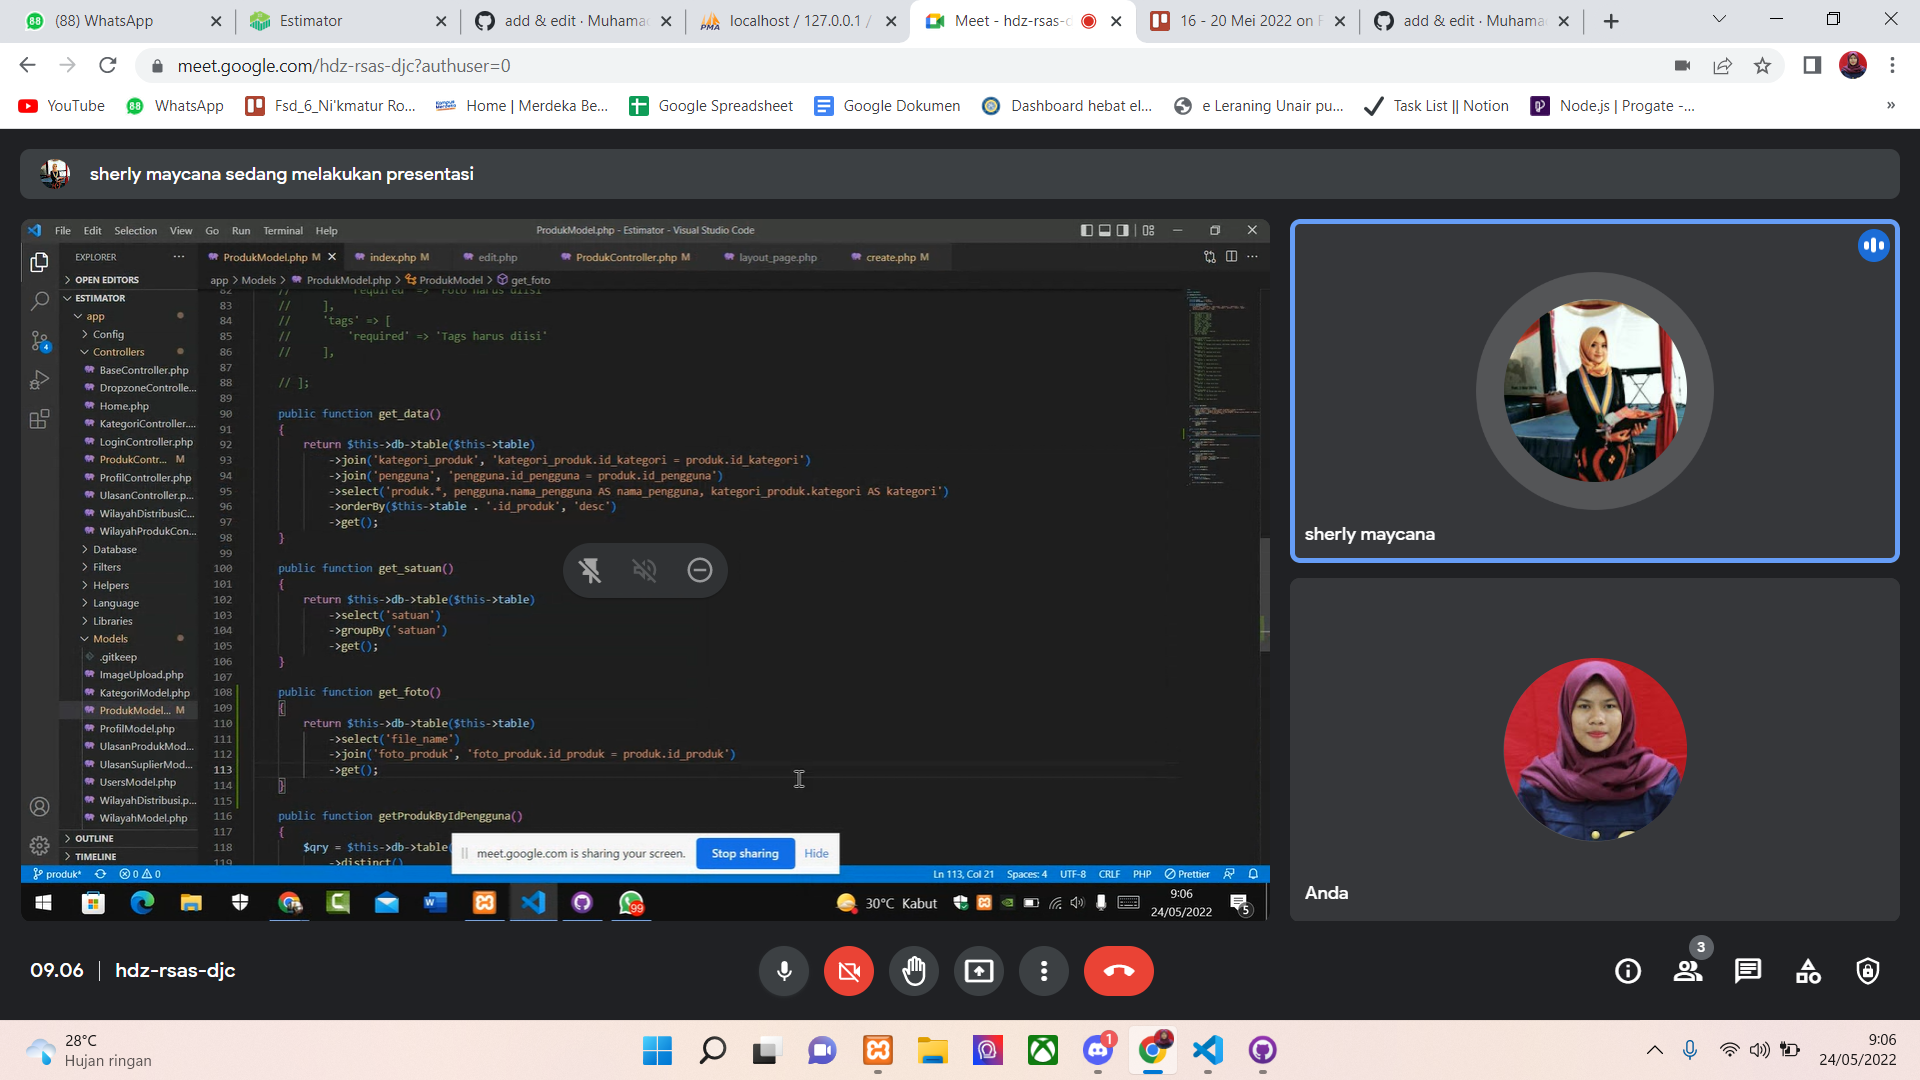 (88) WhatsApp
Estimator
add & edit · Muhamad
localhost / 127.0.0.1 /
Meet - hdz-rsas-d
16 - 20 Mei 2022 on
add & edit · Muhama
meet.google.com/hdz-rsas-djc?authuser=0
YouTube
WhatsApp
Fsd_6_Ni'kmatur Ro...
Home | Merdeka Be...
Google Spreadsheet
Google Dokumen
Dashboard hebat el...
e Leraning Unair pu...
Task List || Notion
Node.js | Progate -...
»
sherly maycana sedang melakukan presentasi
File Edit Selection View Go Run Terminal Help
ProdukModel.php - Estimator - Visual Studio Code
EXPLORER
ProdukModel.php M
index.php M
edit.php
ProdukController.php M
layout_page.php
create.php M
app > Models > ProdukModel.php > ProdukModel > get_foto
OPEN EDITORS
ESTIMATOR
app
Config
Controllers
BaseController.php
DropzoneControlle...
Home.php
KategoriController....
LoginController.php
ProdukContr... M
ProfilController.php
UlasanController.p...
WilayahDistribusiC...
WilayahProdukCon...
Database
Filters
Helpers
Language
Libraries
Models
.gitkeep
ImageUpload.php
KategoriModel.php
ProdukModel... M
ProfilModel.php
UlasanProdukMod...
UlasanSuplierMod...
UsersModel.php
WilayahDistribusi.p...
WilayahModel.php
OUTLINE
TIMELINE
82 // 'required' => 'Foto harus diisi'
83 // ],
84 // 'tags' => [
85 // 'required' => 'Tags harus diisi'
86 // ],
87
88 // ];
89
90 public function get_data()
91 {
92 return $this->db->table($this->table)
93 ->join('kategori_produk', 'kategori_produk.id_kategori = produk.id_kategori')
94 ->join('pengguna', 'pengguna.id_pengguna = produk.id_pengguna')
95 ->select('produk.*, pengguna.nama_pengguna AS nama_pengguna, kategori_produk.kategori AS kategori')
96 ->orderBy($this->table . '.id_produk', 'desc')
97 ->get();
98 }
99
100 public function get_satuan()
101 {
102 return $this->db->table($this->table)
103 ->select('satuan')
104 ->groupBy('satuan')
105 ->get();
106 }
107
108 public function get_foto()
109 {
110 return $this->db->table($this->table)
111 ->select('file_name')
112 ->join('foto_produk', 'foto_produk.id_produk = produk.id_produk')
113 ->get();
114 }
115
116 public function getProdukByIdPengguna()
117 {
118 $qry = $this->db->table(
119 ->distinct()
meet.google.com is sharing your screen.
Stop sharing
Hide
produk*
0 0
Ln 113, Col 21
Spaces: 4
UTF-8
CRLF
PHP
Prettier
4
99
30°C Kabut
9:06
24/05/2022
5
sherly maycana
Anda
09.06 | hdz-rsas-djc
3
28°C
Hujan ringan
1
9:06
24/05/2022